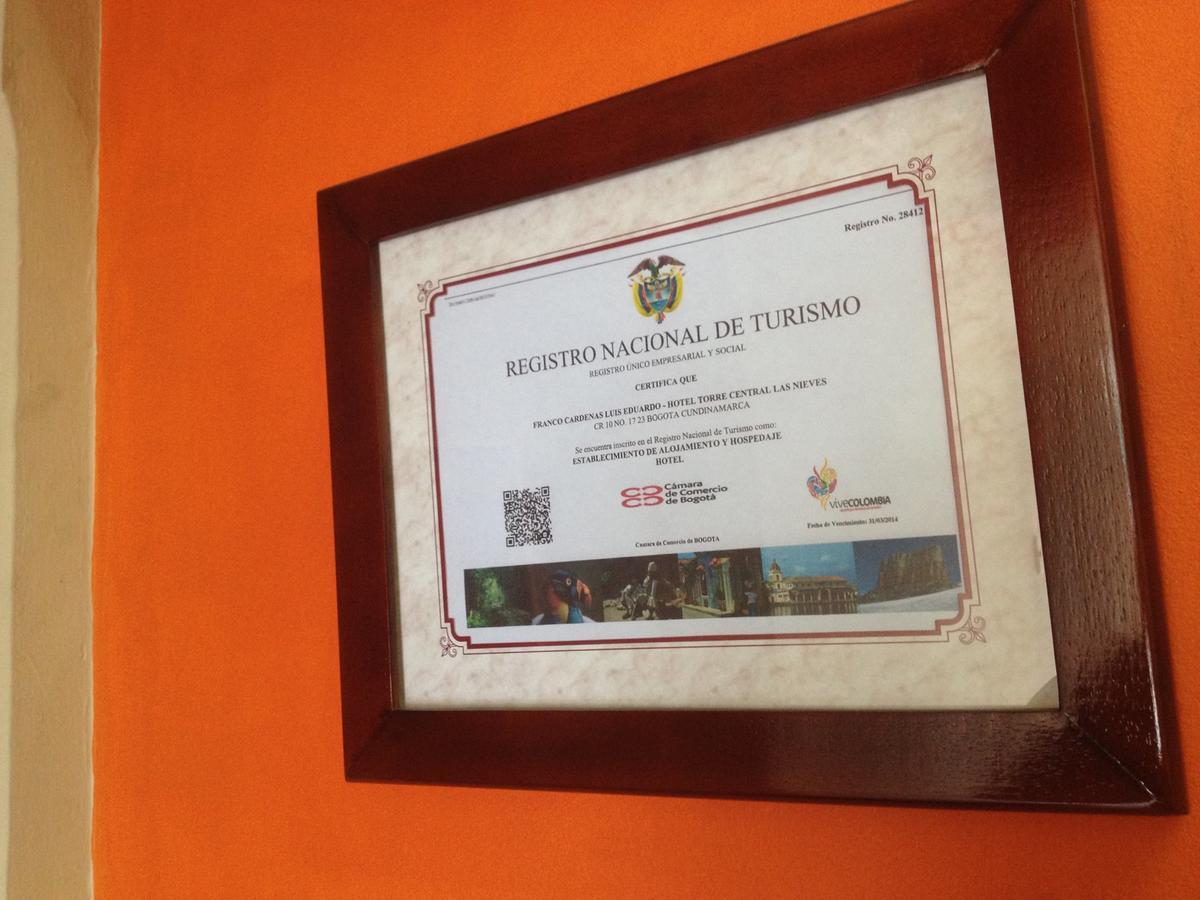 Registro No. 28412
REGISTRO NACIONAL DE TURISMO
REGISTRO ÚNICO EMPRESARIAL Y SOCIAL
CERTIFICA QUE
FRANCO CARDENAS LUIS EDUARDO - HOTEL TORRE CENTRAL LAS NIEVES
CR 10 NO. 17 23 BOGOTA CUNDINAMARCA
Se encuentra inscrito en el Registro Nacional de Turismo como:
ESTABLECIMIENTO DE ALOJAMIENTO Y HOSPEDAJE
HOTEL
Cámara
de Comercio
de Bogotá
viveCOLOMBIA
Fecha de Vencimiento: 31/03/2014
Camara de Comercio de BOGOTA